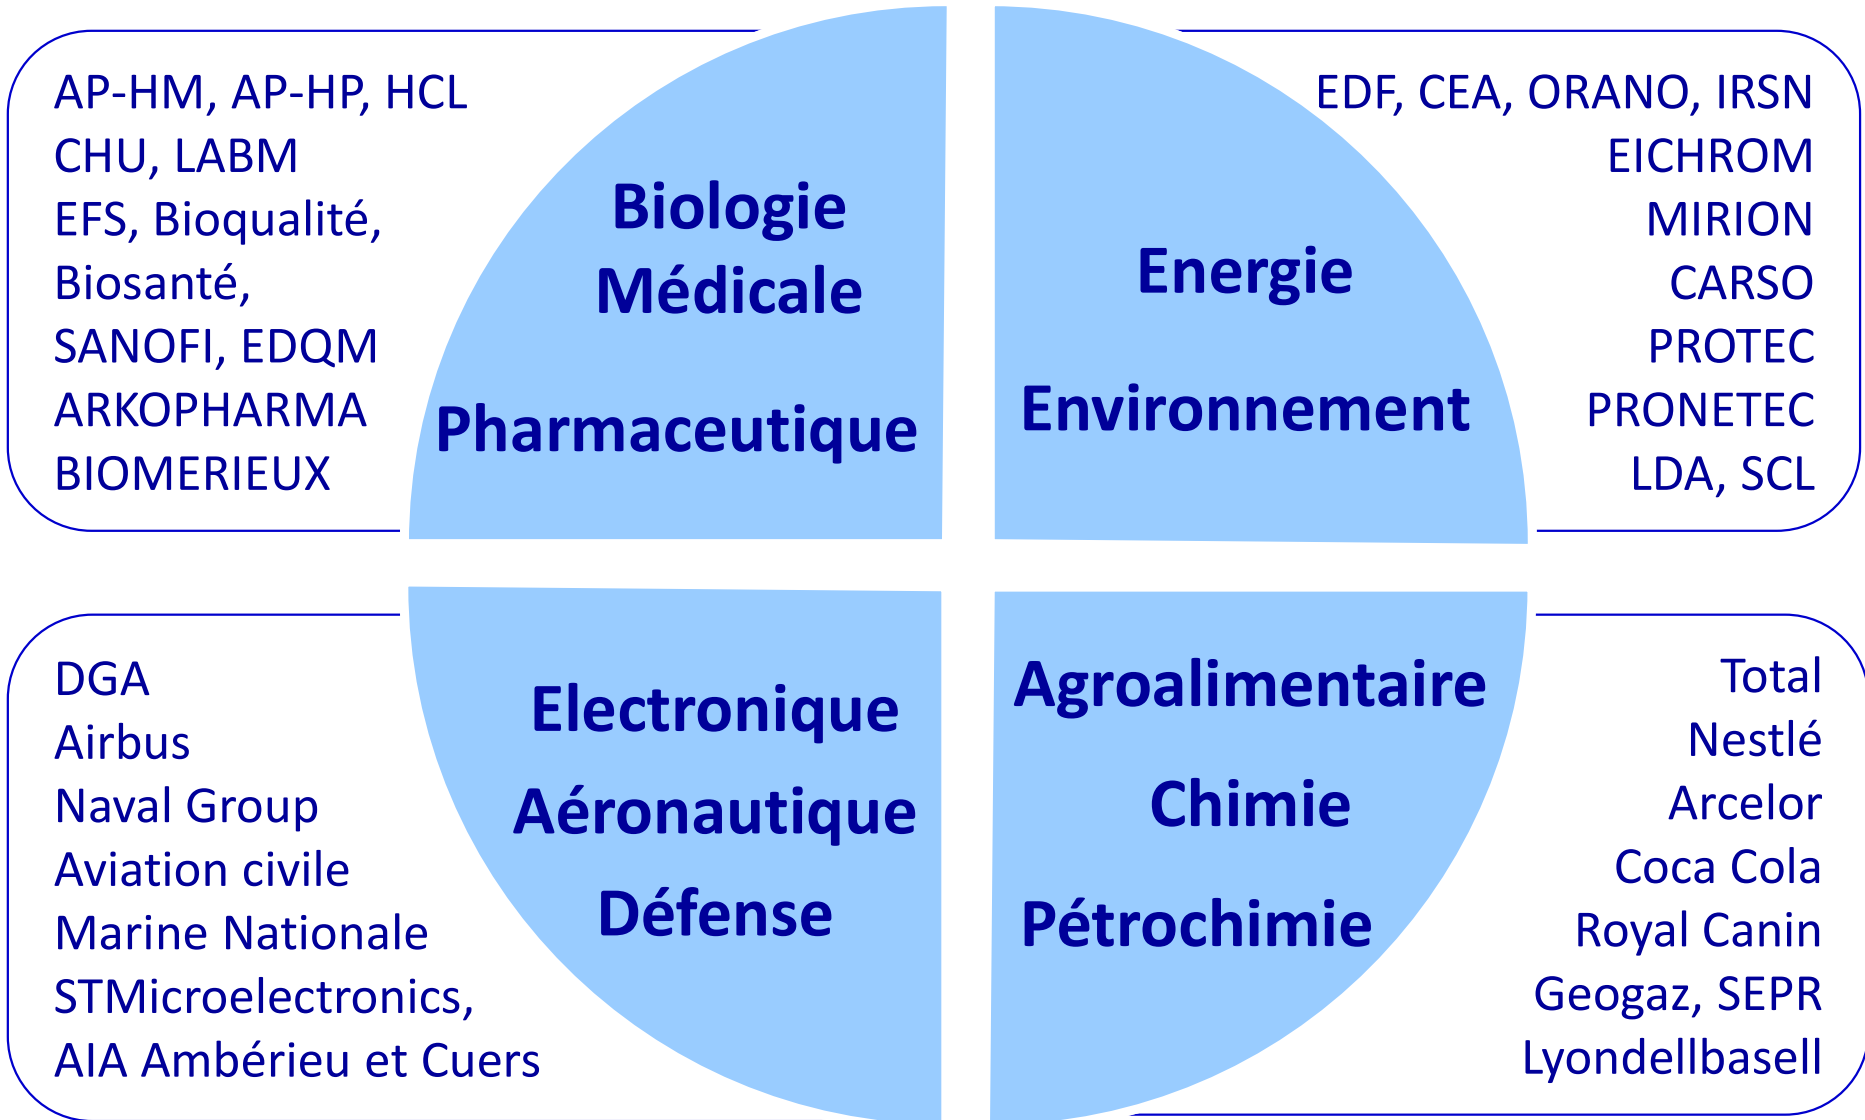 AP-HM, AP-HP, HCL
CHU, LABM
EFS, Bioqualité,
Biosanté,
SANOFI, EDQM
ARKOPHARMA
BIOMERIEUX
Biologie
Médicale
Pharmaceutique
Energie
Environnement
EDF, CEA, ORANO, IRSN
EICHROM
MIRION
CARSO
PROTEC
PRONETEC
LDA, SCL
DGA
Airbus
Naval Group
Aviation civile
Marine Nationale
STMicroelectronics,
AIA Ambérieu et Cuers
Electronique
Aéronautique
Défense
Agroalimentaire
Chimie
Pétrochimie
Total
Nestlé
Arcelor
Coca Cola
Royal Canin
Geogaz, SEPR
Lyondellbasell